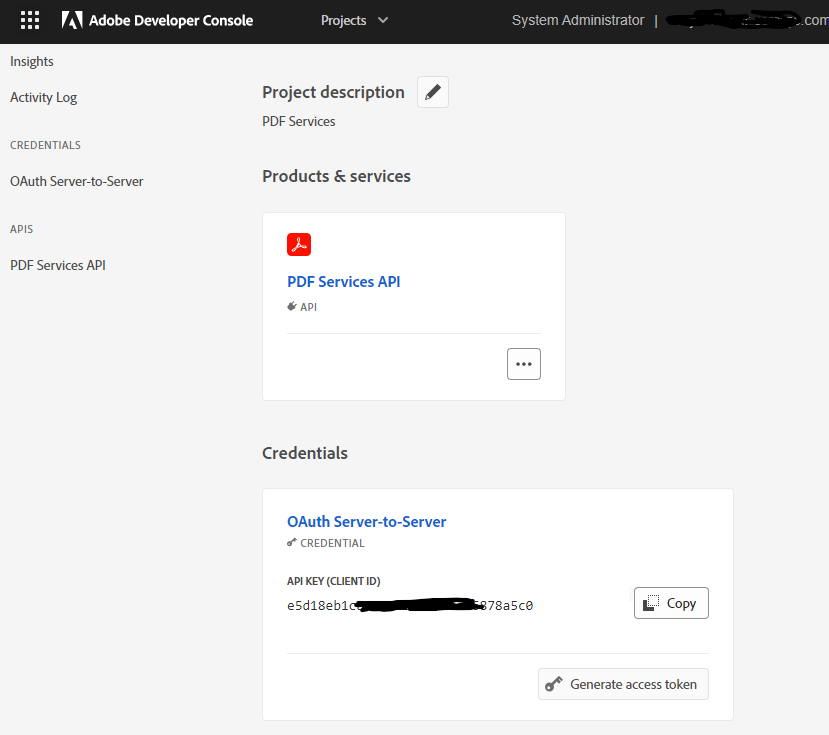 Adobe Developer Console Projects System Administrator | .com
Insights
Activity Log
CREDENTIALS
OAuth Server-to-Server
APIS
PDF Services API
Project description
PDF Services
Products & services
PDF Services API
API
Credentials
OAuth Server-to-Server
CREDENTIAL
API KEY (CLIENT ID)
e5d18eb1c 878a5c0
Copy
Generate access token